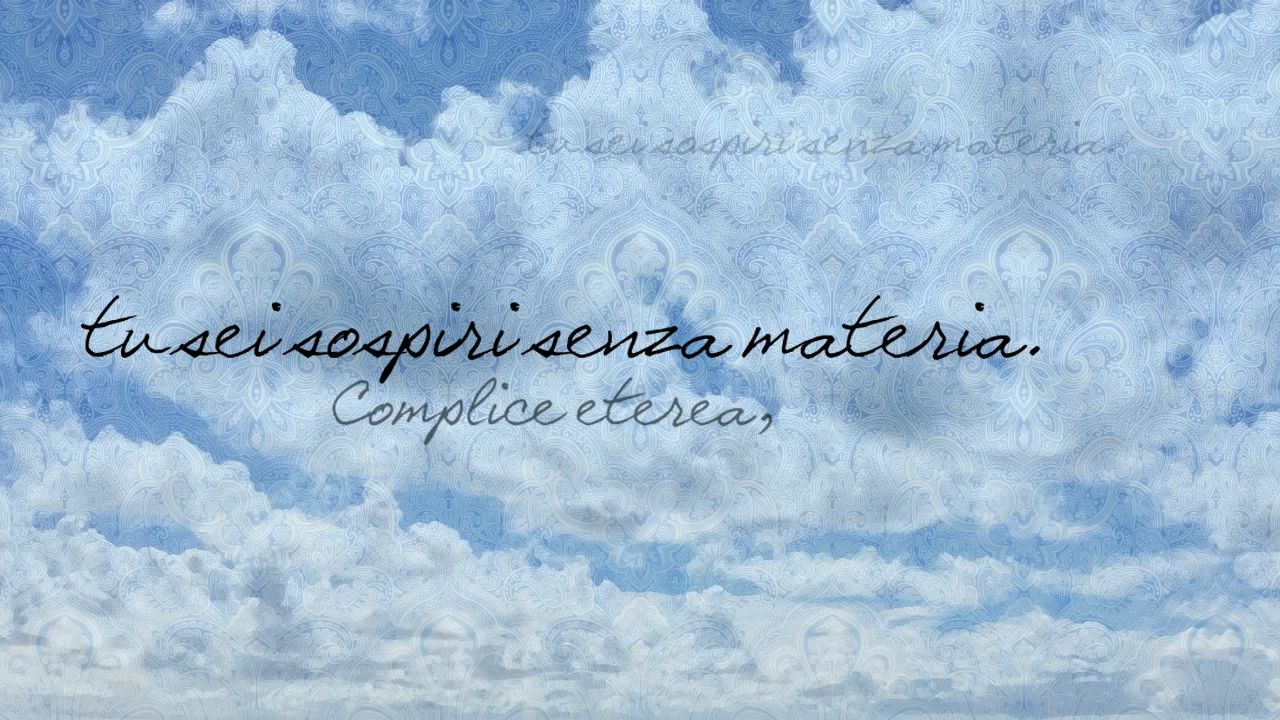 tu sei sospiri senza materia.
tu sei sospiri senza materia.
Complice eterea,